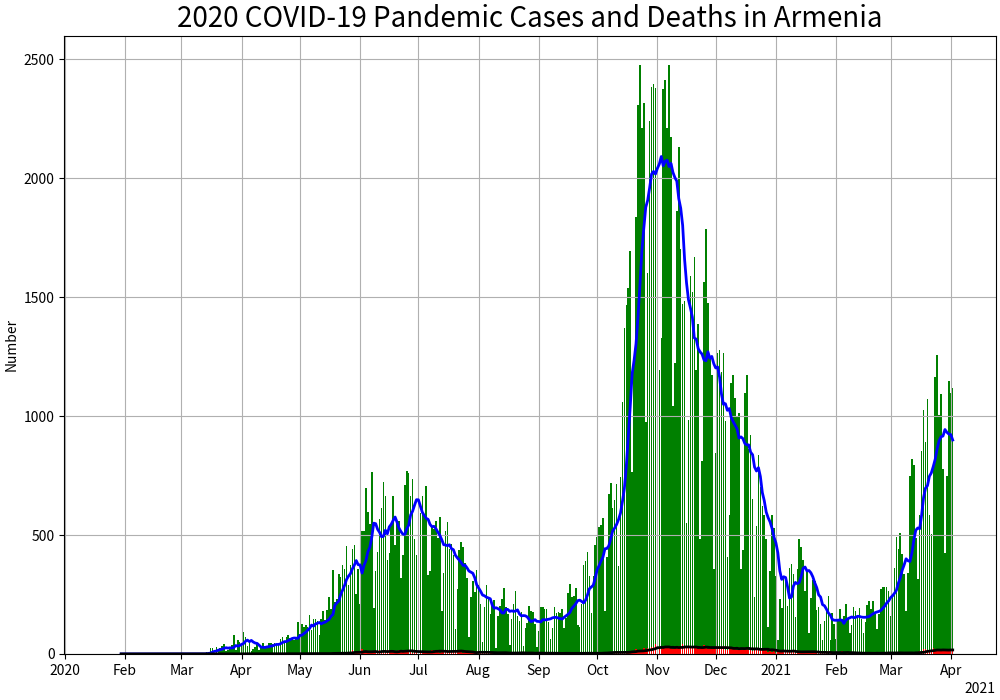 2020 COVID-19 Pandemic Cases and Deaths in Armenia
Number
2500
2000
1500
1000
500
0
2020 Feb Mar Apr May Jun Jul Aug Sep Oct Nov Dec 2021 Feb Mar Apr
2021